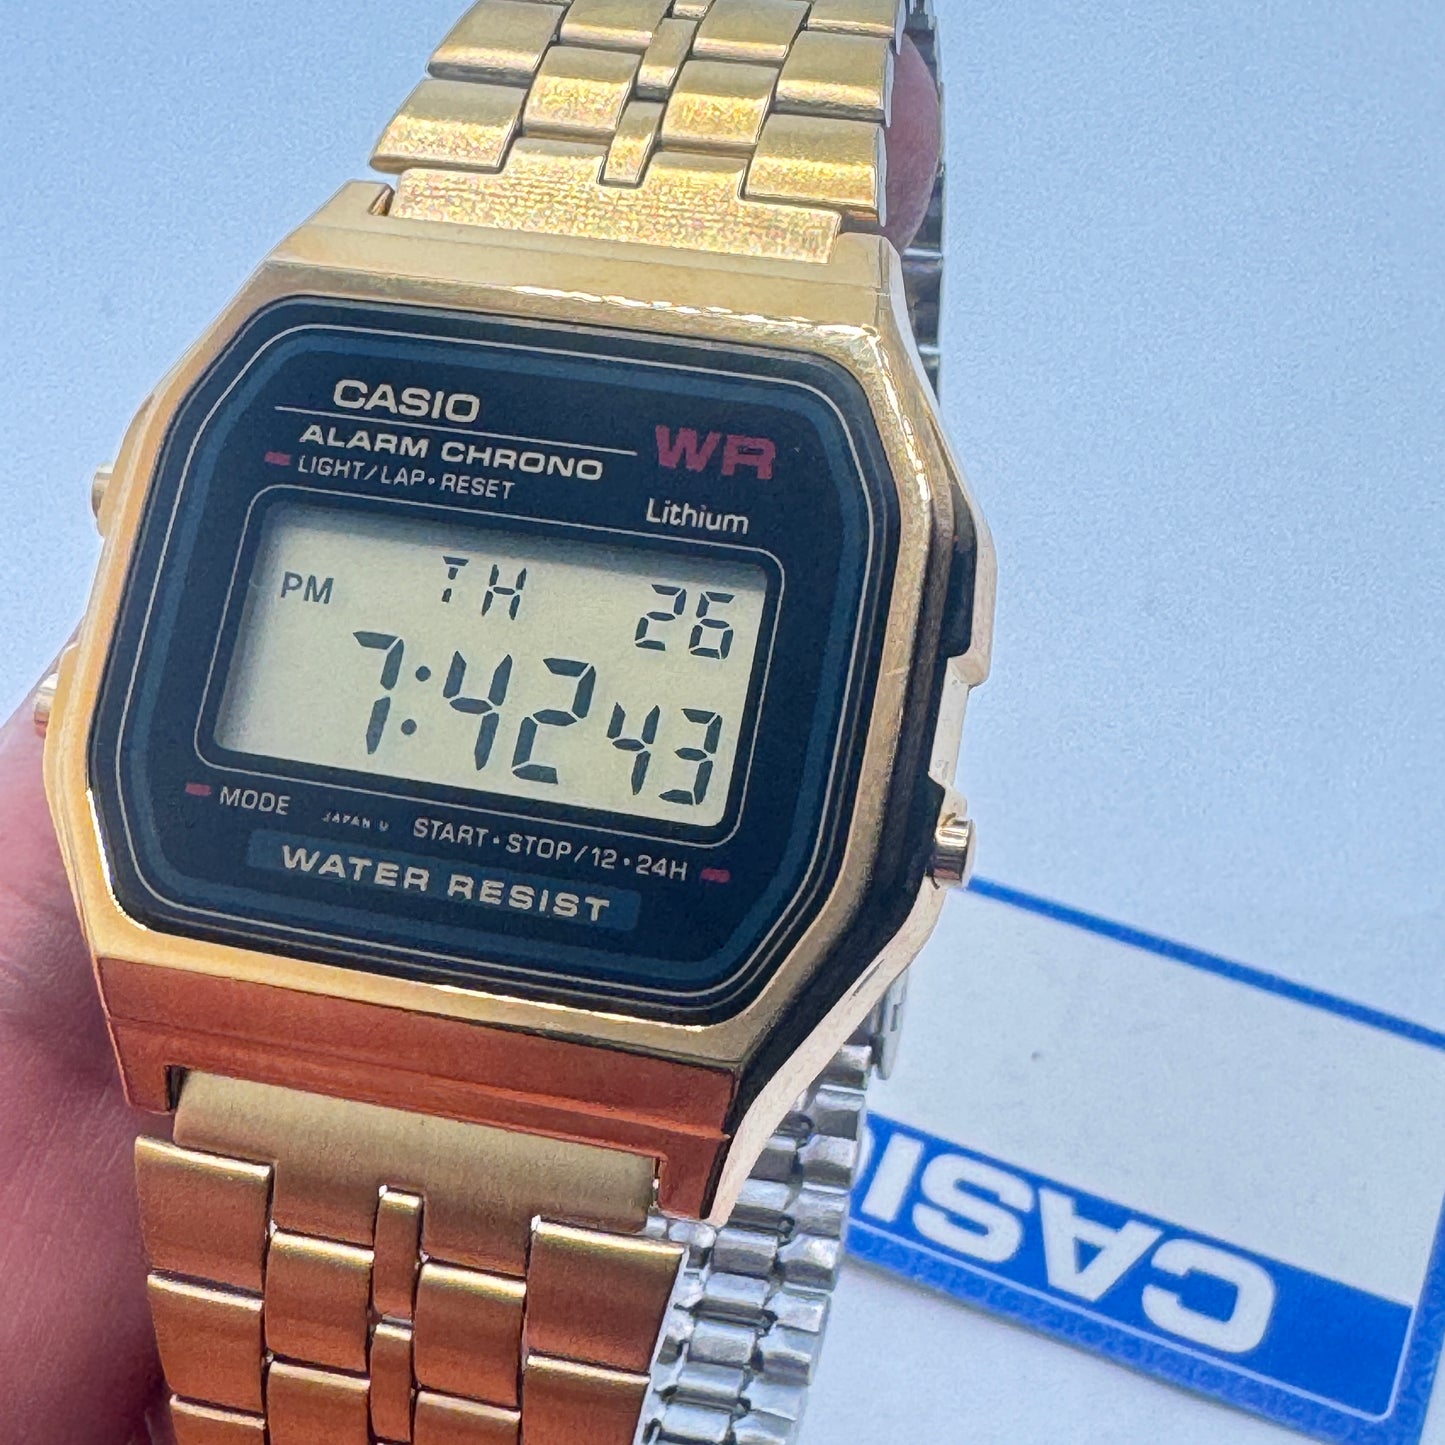 CASIO
ALARM CHRONO
WR
LIGHT/LAP•RESET
Lithium
PM TH 26
7:42 43
MODE
JAPAN U
START•STOP/12•24H
WATER RESIST
CASIO